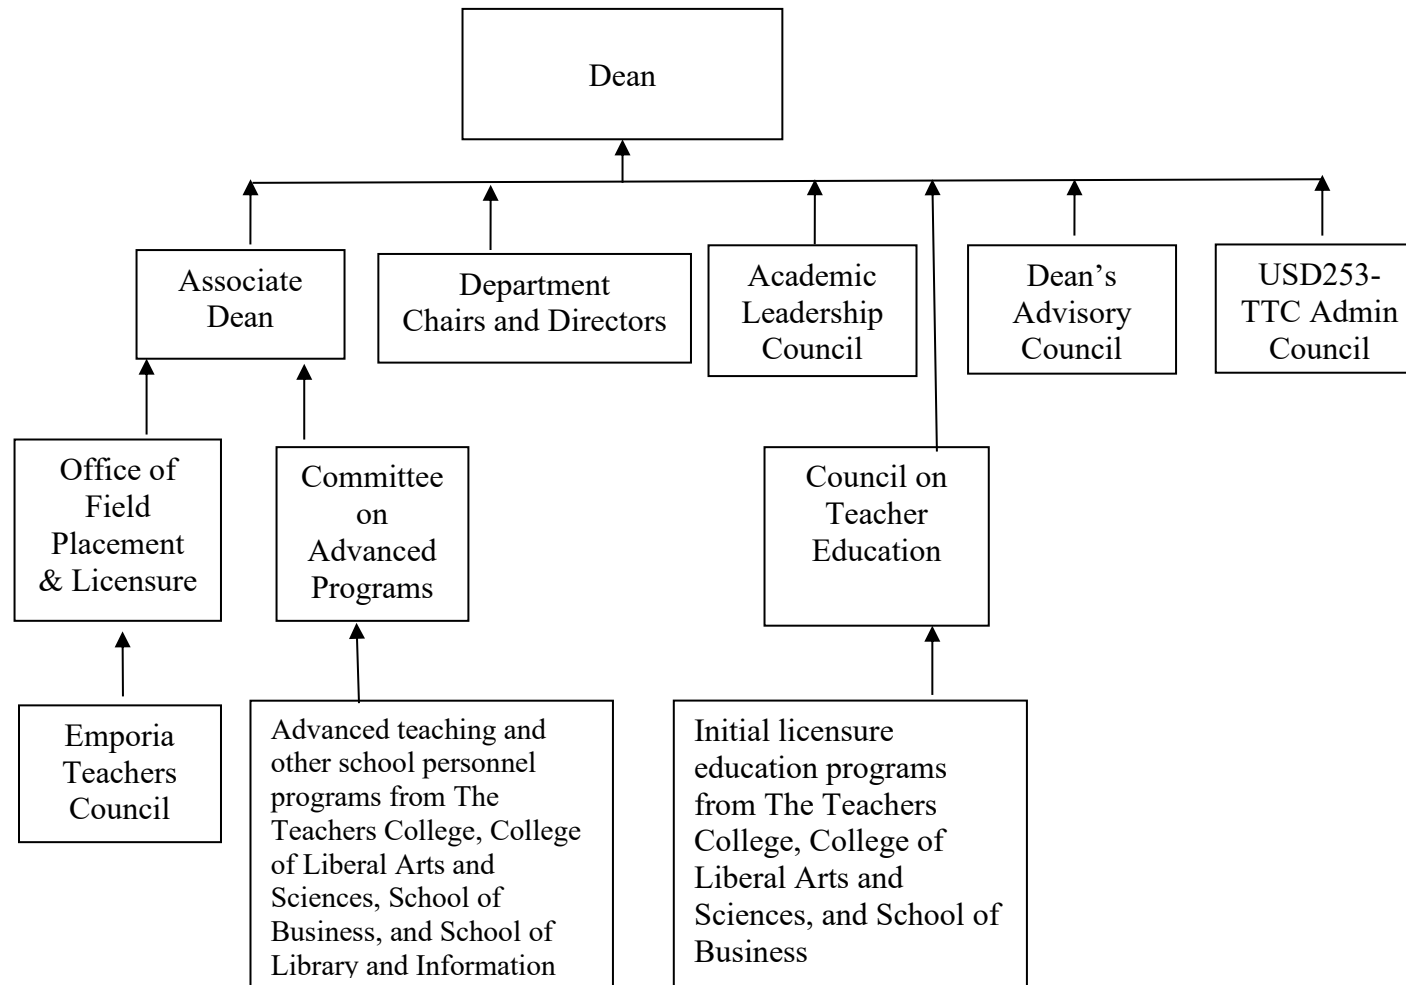 Dean
Associate
Dean
Department
Chairs and Directors
Academic
Leadership
Council
Dean’s
Advisory
Council
USD253-
TTC Admin
Council
Office of
Field
Placement
& Licensure
Committee
on
Advanced
Programs
Council on
Teacher
Education
Emporia
Teachers
Council
Advanced teaching and
other school personnel
programs from The
Teachers College, College
of Liberal Arts and
Sciences, School of
Business, and School of
Library and Information
Initial licensure
education programs
from The Teachers
College, College of
Liberal Arts and
Sciences, and School of
Business